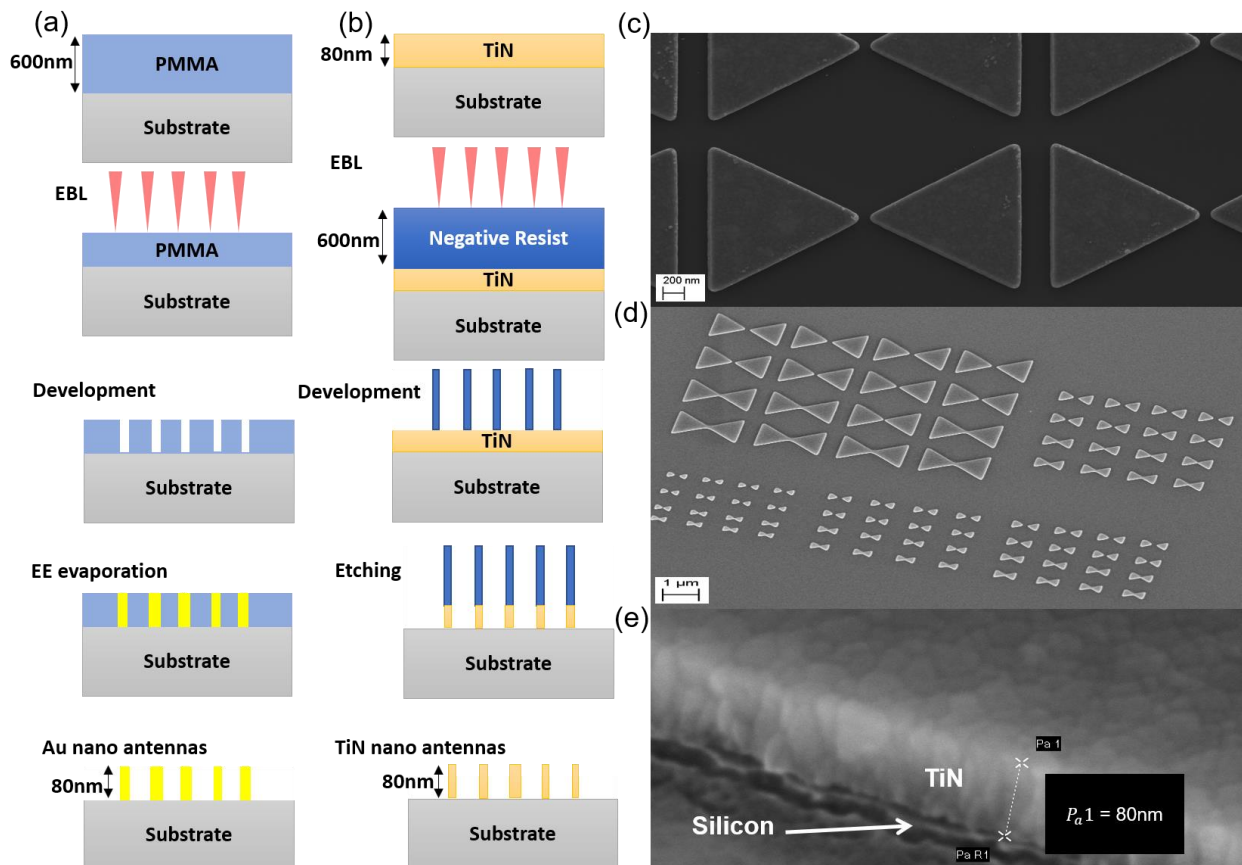 (a)
600nm
PMMA
Substrate
EBL
PMMA
Substrate
Development
Substrate
EE evaporation
Substrate
Au nano antennas
80nm
Substrate
(b)
80nm
TiN
Substrate
EBL
600nm
Negative Resist
TiN
Substrate
Development
TiN
Substrate
Etching
Substrate
TiN nano antennas
80nm
Substrate
(c)
200 nm
(d)
1 µm
(e)
Pa 1
TiN
Pₐ1 = 80nm
Silicon
Pa R1